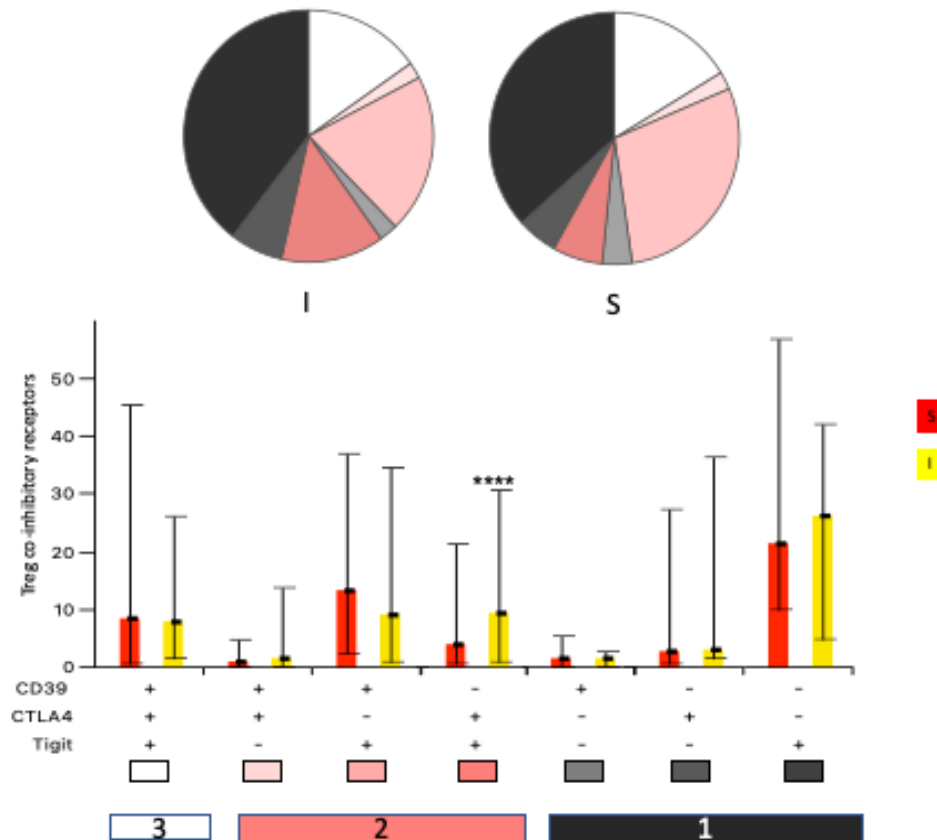 I S
Treg co-inhibitory receptors
50
40
30
20
10
0
****
S
I
CD39 + + + - + - -
CTLA4 + + - + - + -
Tigit + - + + - - +
3 2 1